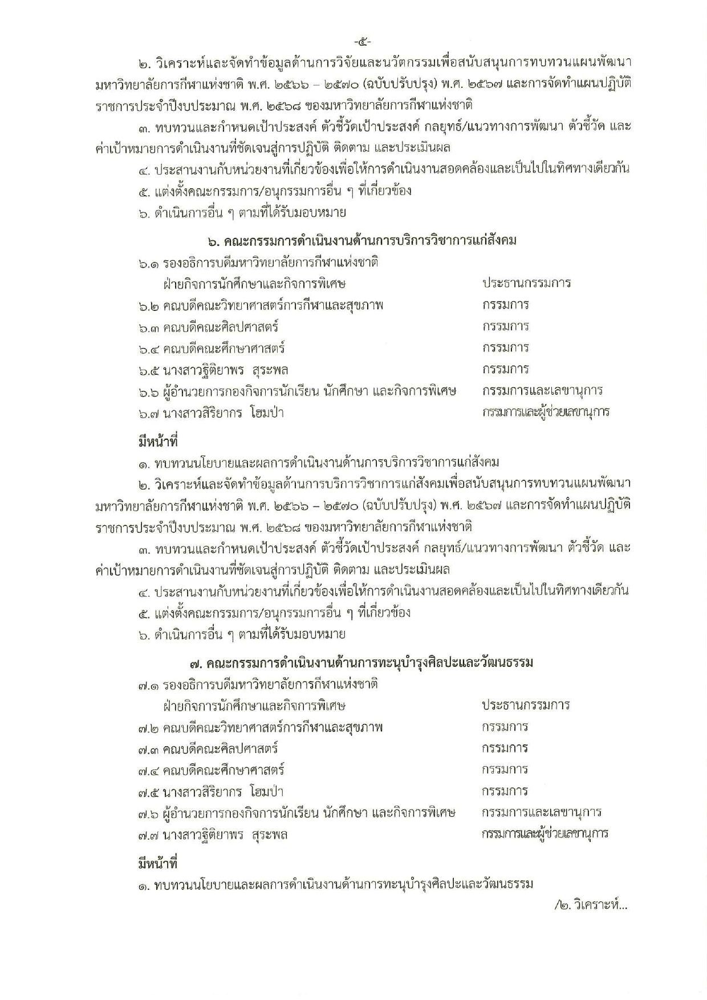 -๕-
๒. วิเคราะห์และจัดทำข้อมูลด้านการวิจัยและนวัตกรรมเพื่อสนับสนุนการทบทวนแผนพัฒนา
มหาวิทยาลัยการกีฬาแห่งชาติ พ.ศ. ๒๕๖๖ – ๒๕๗๐ (ฉบับปรับปรุง) พ.ศ. ๒๕๖๗ และการจัดทำแผนปฏิบัติ
ราชการประจำปีงบประมาณ พ.ศ. ๒๕๖๘ ของมหาวิทยาลัยการกีฬาแห่งชาติ
๓. ทบทวนและกำหนดเป้าประสงค์ ตัวชี้วัดเป้าประสงค์ กลยุทธ์/แนวทางการพัฒนา ตัวชี้วัด และ
ค่าเป้าหมายการดำเนินงานที่ชัดเจนสู่การปฏิบัติ ติดตาม และประเมินผล
๔. ประสานงานกับหน่วยงานที่เกี่ยวข้องเพื่อให้การดำเนินงานสอดคล้องและเป็นไปในทิศทางเดียวกัน
๕. แต่งตั้งคณะกรรมการ/อนุกรรมการอื่น ๆ ที่เกี่ยวข้อง
๖. ดำเนินการอื่น ๆ ตามที่ได้รับมอบหมาย
๖. คณะกรรมการดำเนินงานด้านการบริการวิชาการแก่สังคม
๖.๑ รองอธิการบดีมหาวิทยาลัยการกีฬาแห่งชาติ
ฝ่ายกิจการนักศึกษาและกิจการพิเศษ ประธานกรรมการ
๖.๒ คณบดีคณะวิทยาศาสตร์การกีฬาและสุขภาพ กรรมการ
๖.๓ คณบดีคณะศิลปศาสตร์ กรรมการ
๖.๔ คณบดีคณะศึกษาศาสตร์ กรรมการ
๖.๕ นางสาวฐิติยาพร สุระพล กรรมการ
๖.๖ ผู้อำนวยการกองกิจการนักเรียน นักศึกษา และกิจการพิเศษ กรรมการและเลขานุการ
๖.๗ นางสาวสิริยากร โฮมป่า กรรมการและผู้ช่วยเลขานุการ
มีหน้าที่
๑. ทบทวนนโยบายและผลการดำเนินงานด้านการบริการวิชาการแก่สังคม
๒. วิเคราะห์และจัดทำข้อมูลด้านการบริการวิชาการแก่สังคมเพื่อสนับสนุนการทบทวนแผนพัฒนา
มหาวิทยาลัยการกีฬาแห่งชาติ พ.ศ. ๒๕๖๖ – ๒๕๗๐ (ฉบับปรับปรุง) พ.ศ. ๒๕๖๗ และการจัดทำแผนปฏิบัติ
ราชการประจำปีงบประมาณ พ.ศ. ๒๕๖๘ ของมหาวิทยาลัยการกีฬาแห่งชาติ
๓. ทบทวนและกำหนดเป้าประสงค์ ตัวชี้วัดเป้าประสงค์ กลยุทธ์/แนวทางการพัฒนา ตัวชี้วัด และ
ค่าเป้าหมายการดำเนินงานที่ชัดเจนสู่การปฏิบัติ ติดตาม และประเมินผล
๔. ประสานงานกับหน่วยงานที่เกี่ยวข้องเพื่อให้การดำเนินงานสอดคล้องและเป็นไปในทิศทางเดียวกัน
๕. แต่งตั้งคณะกรรมการ/อนุกรรมการอื่น ๆ ที่เกี่ยวข้อง
๖. ดำเนินการอื่น ๆ ตามที่ได้รับมอบหมาย
๗. คณะกรรมการดำเนินงานด้านการทะนุบำรุงศิลปะและวัฒนธรรม
๗.๑ รองอธิการบดีมหาวิทยาลัยการกีฬาแห่งชาติ
ฝ่ายกิจการนักศึกษาและกิจการพิเศษ ประธานกรรมการ
๗.๒ คณบดีคณะวิทยาศาสตร์การกีฬาและสุขภาพ กรรมการ
๗.๓ คณบดีคณะศิลปศาสตร์ กรรมการ
๗.๔ คณบดีคณะศึกษาศาสตร์ กรรมการ
๗.๕ นางสาวสิริยากร โฮมป่า กรรมการ
๗.๖ ผู้อำนวยการกองกิจการนักเรียน นักศึกษา และกิจการพิเศษ กรรมการและเลขานุการ
๗.๗ นางสาวฐิติยาพร สุระพล กรรมการและผู้ช่วยเลขานุการ
มีหน้าที่
๑. ทบทวนนโยบายและผลการดำเนินงานด้านการทะนุบำรุงศิลปะและวัฒนธรรม
/๒. วิเคราะห์...